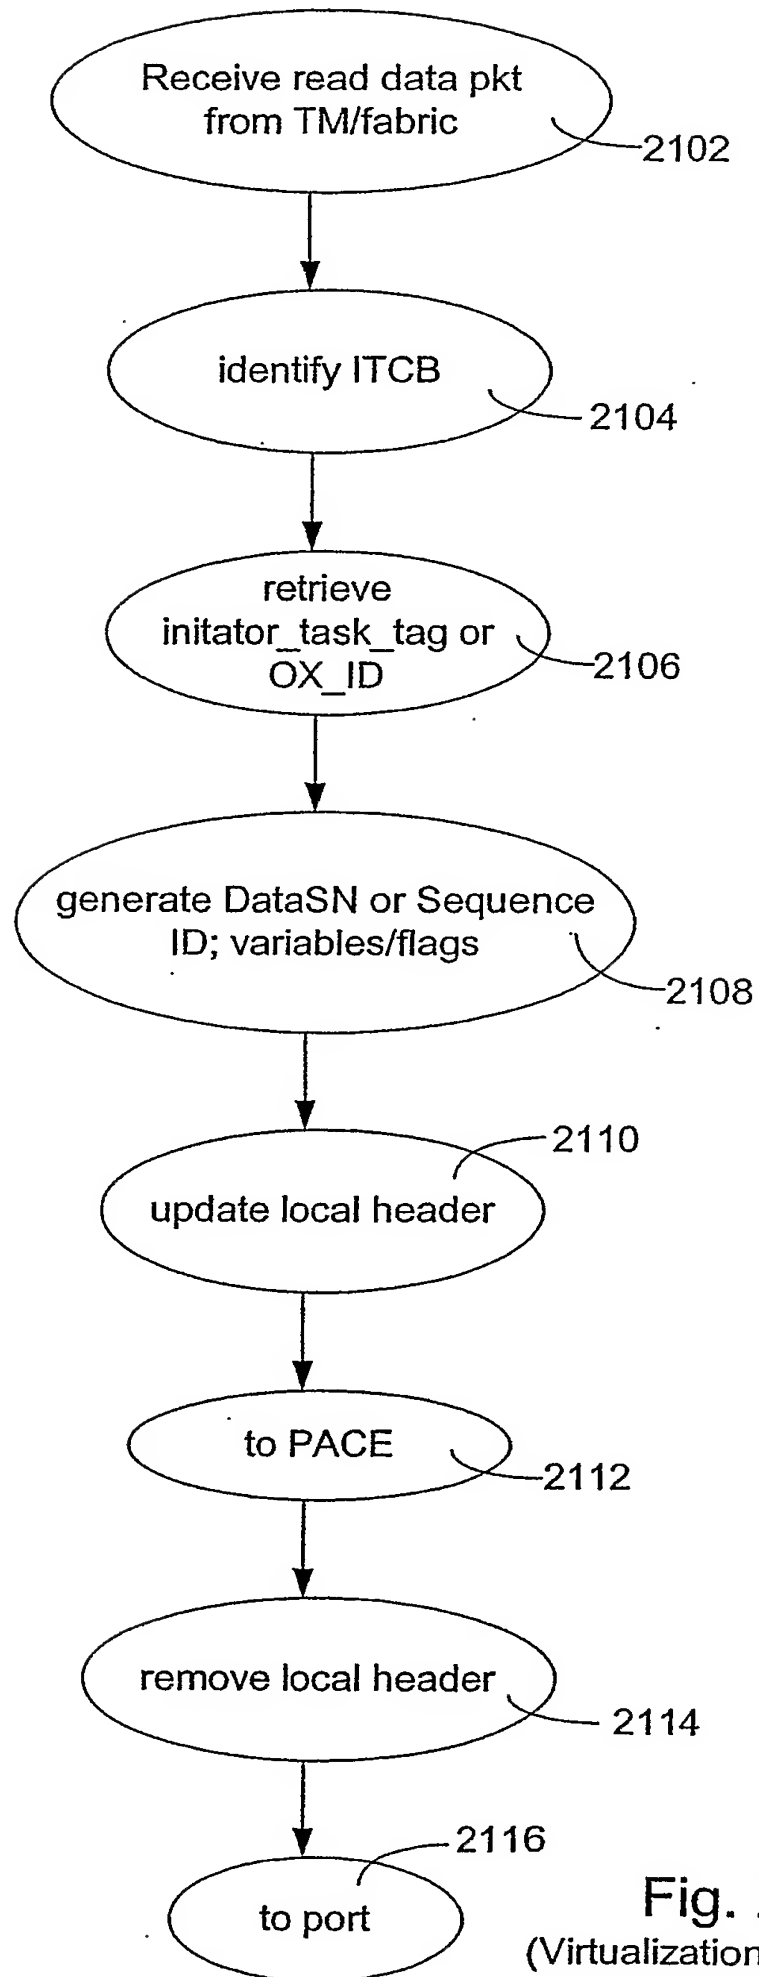 Receive read data pkt
from TM/fabric
2102
identify ITCB
2104
retrieve
initator_task_tag or
OX_ID
2106
generate DataSN or Sequence
ID; variables/flags
2108
2110
update local header
to PACE
2112
remove local header
2114
2116
to port
Fig.
(Virtualization